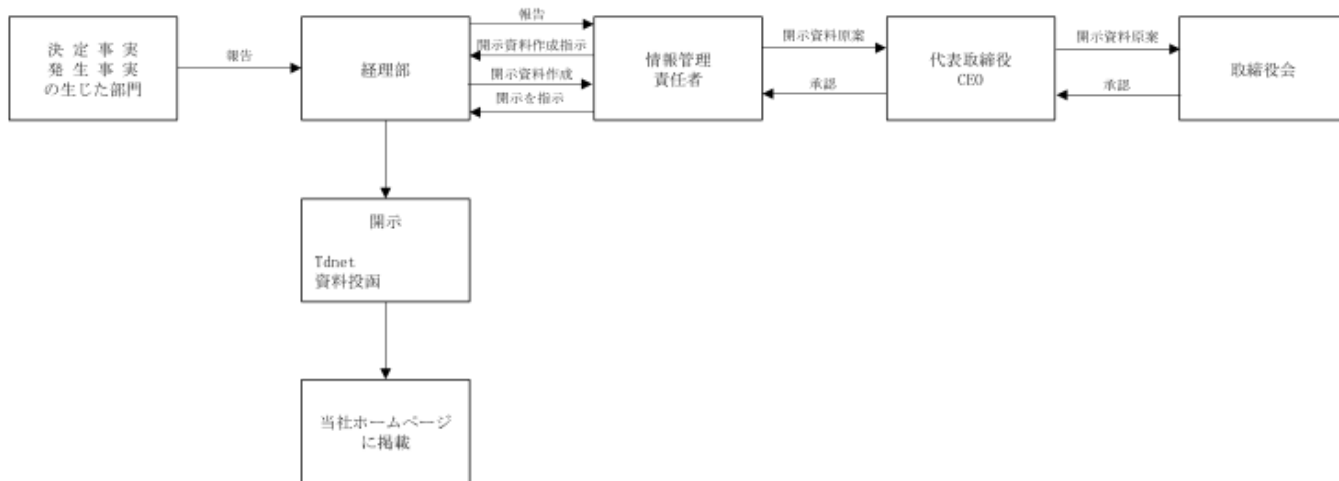 決 定 事 実
発 生 事 実
の生じた部門
報告
経理部
報告
開示資料作成指示
開示資料作成
開示を指示
情報管理
責任者
開示資料原案
承認
代表取締役
CEO
開示資料原案
承認
取締役会
開示
Tdnet
資料投函
当社ホームページ
に掲載